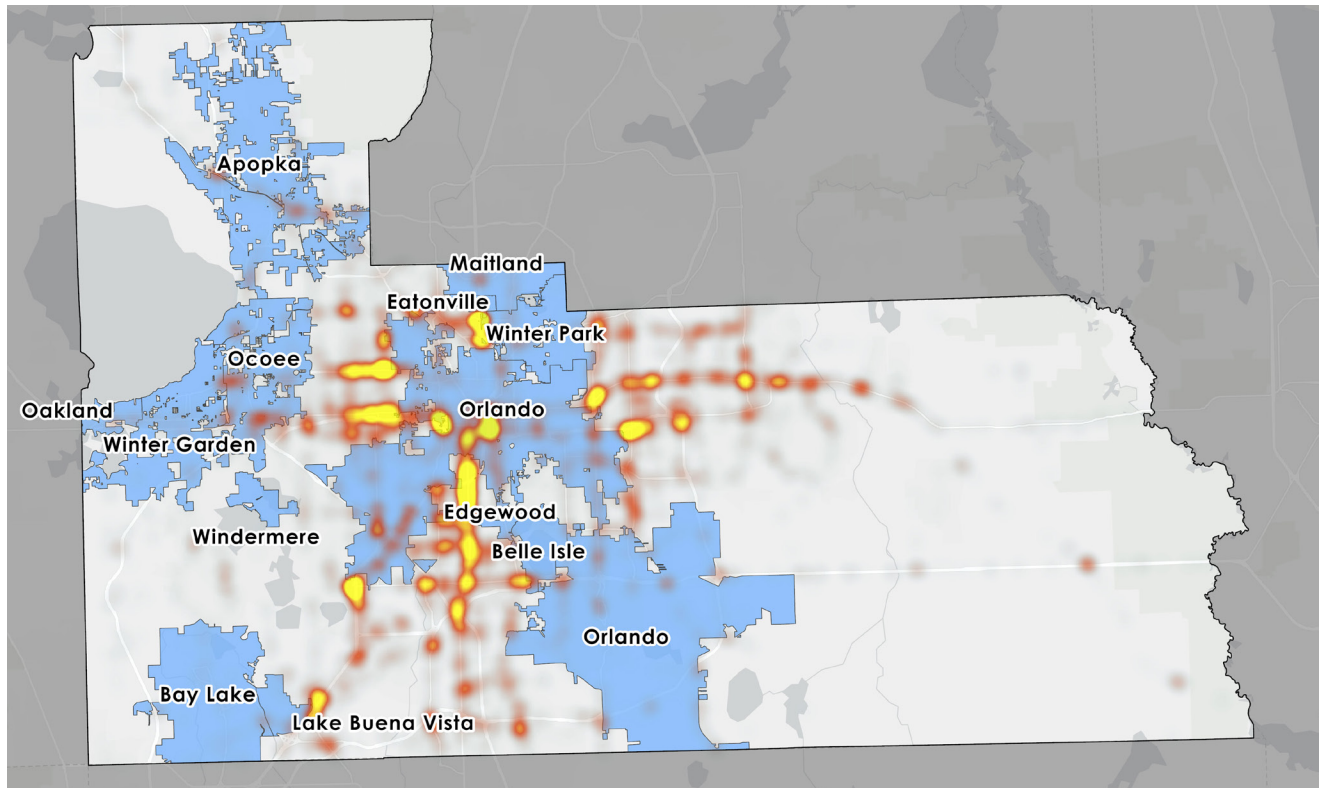 Apopka
Maitland
Eatonville
Winter Park
Ocoee
Oakland
Orlando
Winter Garden
Edgewood
Windermere
Belle Isle
Orlando
Bay Lake
Lake Buena Vista